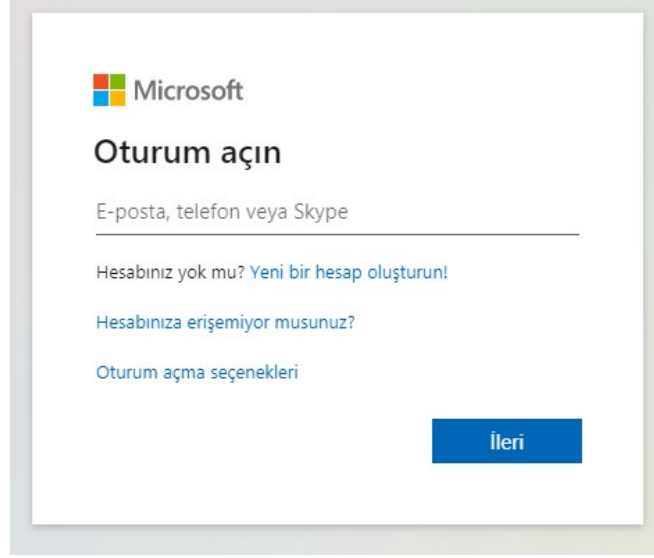 Microsoft
Oturum açın
E-posta, telefon veya Skype
Hesabınız yok mu? Yeni bir hesap oluşturun!
Hesabınıza erişemiyor musunuz?
Oturum açma seçenekleri
İleri